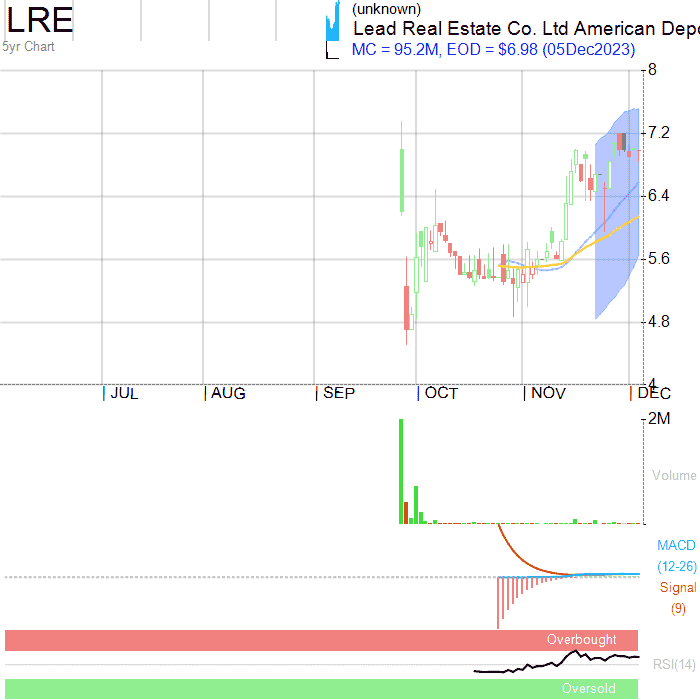 LRE
5yr Chart
(unknown)
Lead Real Estate Co. Ltd American Depo
MC = 95.2M, EOD = $6.98 (05Dec2023)
8
7.2
6.4
5.6
4.8
4
JUL AUG SEP OCT NOV DEC
2M
Volume
MACD
(12-26)
Signal
(9)
Overbought
RSI(14)
Oversold